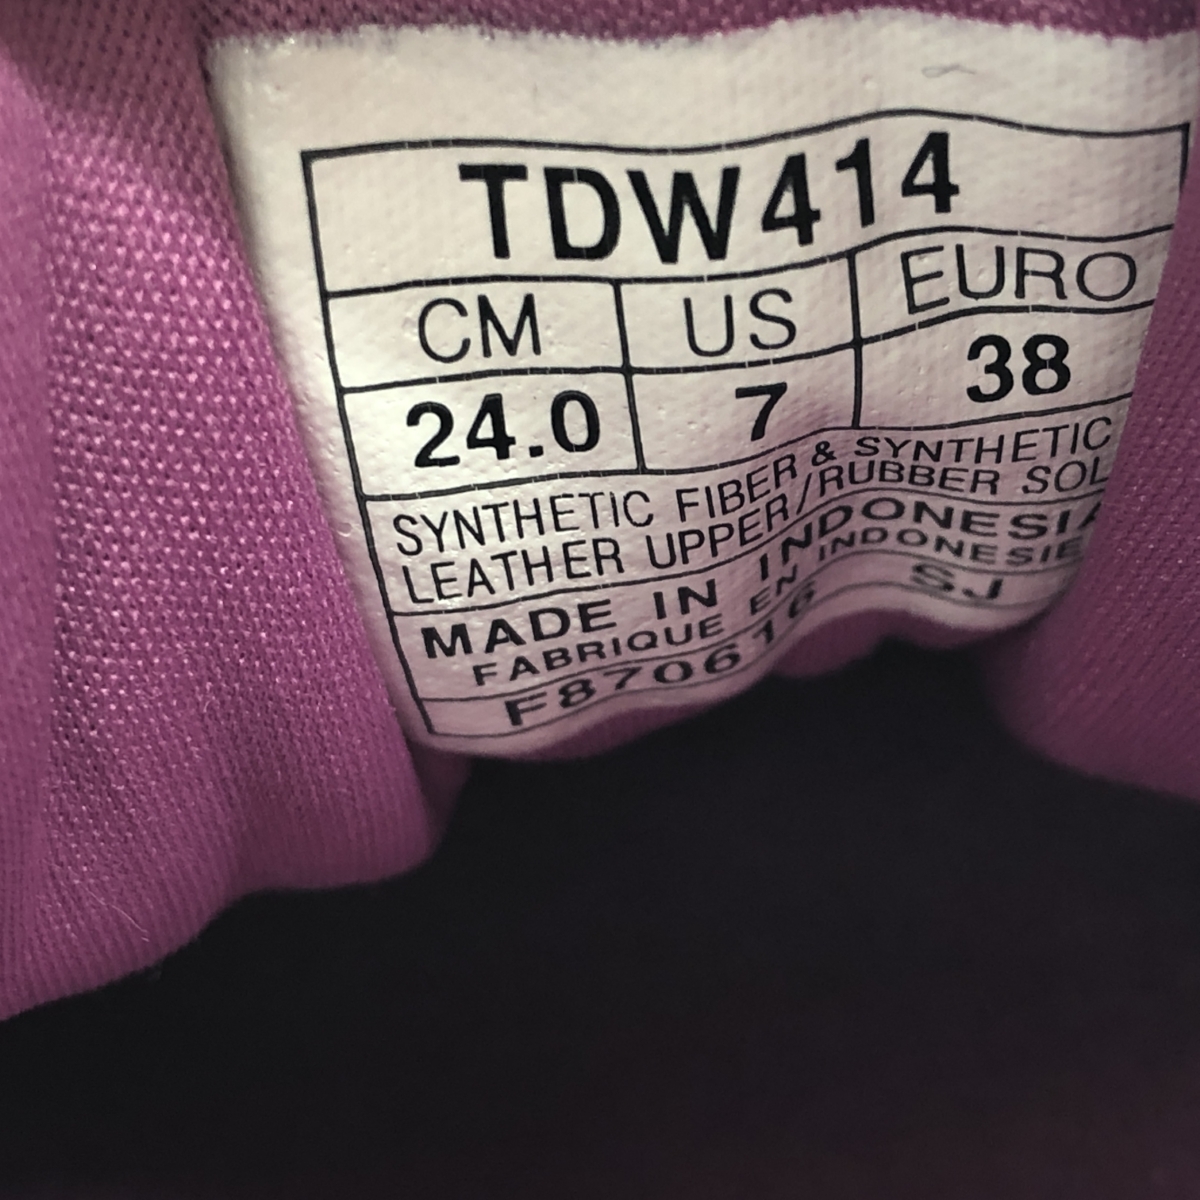 TDW414
CM US EURO
24.0 7 38
SYNTHETIC FIBER & SYNTHETIC
LEATHER UPPER/RUBBER SOL
MADE IN INDONESIA
FABRIQUE EN INDONESIE
F870616 SJ